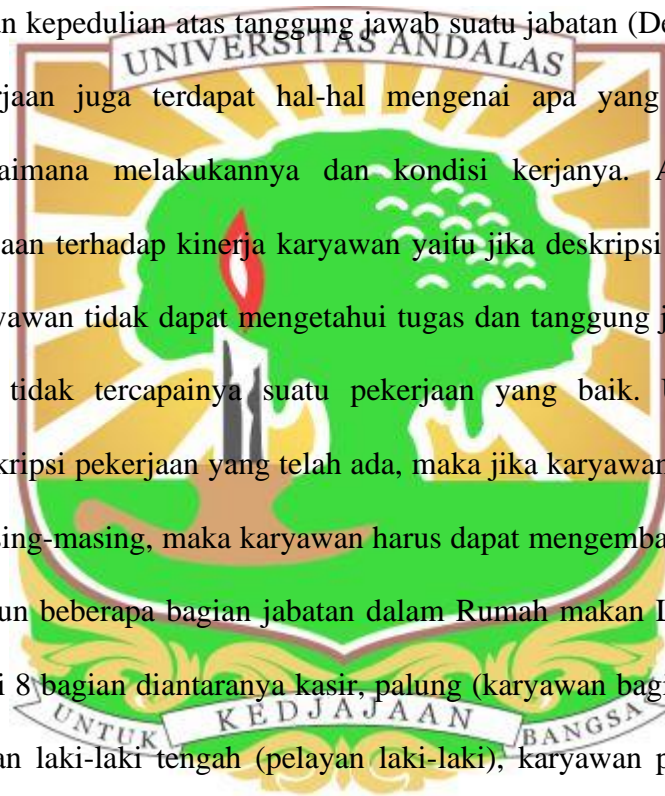 an kepedulian atas tanggung jawab suatu jabatan (De
UNIVERSITAS ANDALAS
rjaan juga terdapat hal-hal mengenai apa yang
aimana melakukannya dan kondisi kerjanya. A
aan terhadap kinerja karyawan yaitu jika deskripsi
yawan tidak dapat mengetahui tugas dan tanggung j
tidak tercapainya suatu pekerjaan yang baik. U
kripsi pekerjaan yang telah ada, maka jika karyawan
sing-masing, maka karyawan harus dapat mengemba
un beberapa bagian jabatan dalam Rumah makan L
i 8 bagian diantaranya kasir, palung (karyawan bagi
UNTUK KEDJAJAAN BANGSA
an laki-laki tengah (pelayan laki-laki), karyawan p